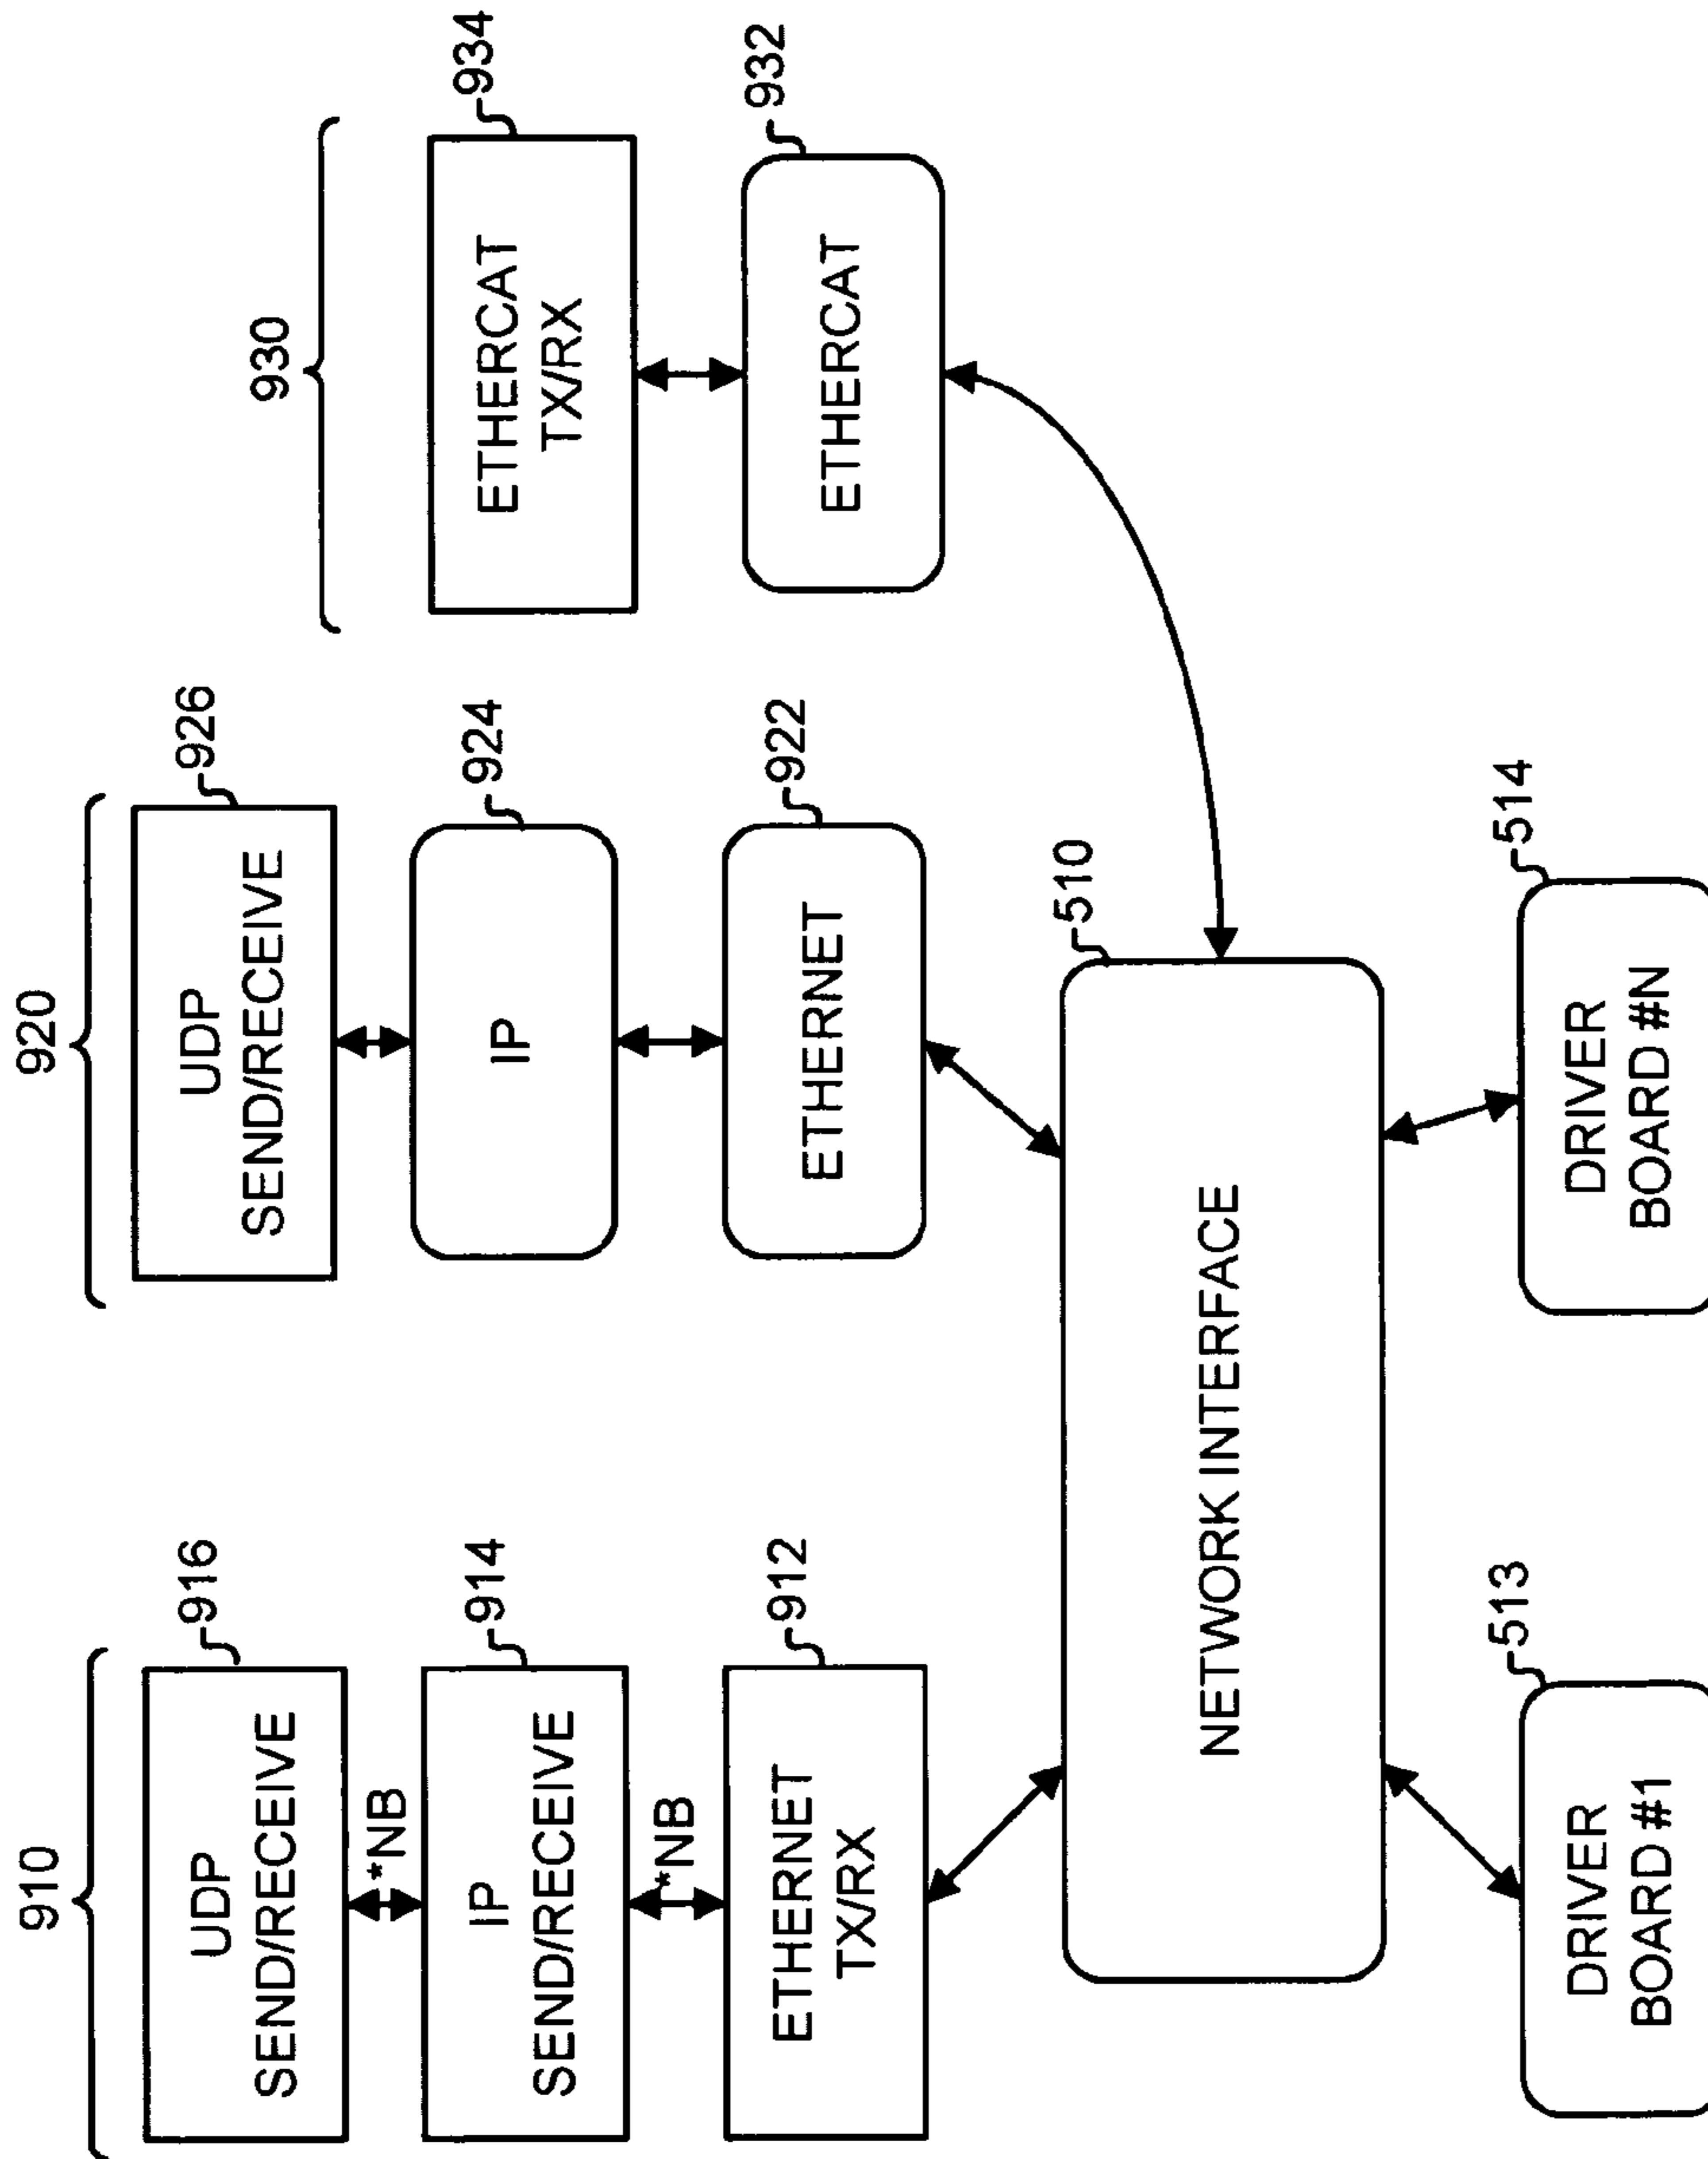 910
920
930
916
UDP
SEND/RECEIVE
*NB
914
IP
SEND/RECEIVE
*NB
912
ETHERNET
TX/RX
926
UDP
SEND/RECEIVE
924
IP
922
ETHERNET
934
ETHERCAT
TX/RX
932
ETHERCAT
510
NETWORK INTERFACE
513
DRIVER
BOARD #1
514
DRIVER
BOARD #N